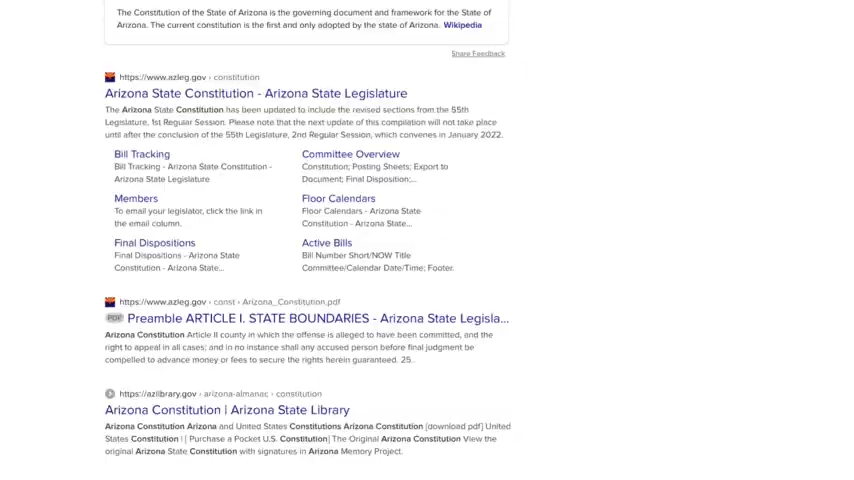 The Constitution of the State of Arizona is the governing document and framework for the State of
Arizona. The current constitution is the first and only adopted by the state of Arizona. Wikipedia
Share Feedback
https://www.azleg.gov › constitution
Arizona State Constitution - Arizona State Legislature
The Arizona State Constitution has been updated to include the revised sections from the 55th
Legislature, 1st Regular Session. Please note that the next update of this compilation will not take place
until after the conclusion of the 55th Legislature, 2nd Regular Session, which convenes in January 2022.
Bill Tracking
Bill Tracking - Arizona State Constitution -
Arizona State Legislature
Committee Overview
Constitution; Posting Sheets; Export to
Document; Final Disposition;...
Members
To email your legislator, click the link in
the email column.
Floor Calendars
Floor Calendars - Arizona State
Constitution - Arizona State...
Final Dispositions
Final Dispositions - Arizona State
Constitution - Arizona State...
Active Bills
Bill Number Short/NOW Title
Committee/Calendar Date/Time; Footer.
https://www.azleg.gov › const › Arizona_Constitution.pdf
PDF Preamble ARTICLE I. STATE BOUNDARIES - Arizona State Legisla...
Arizona Constitution Article II county in which the offense is alleged to have been committed, and the
right to appeal in all cases; and in no instance shall any accused person before final judgment be
compelled to advance money or fees to secure the rights herein guaranteed. 25..
https://azlibrary.gov › arizona-almanac › constitution
Arizona Constitution | Arizona State Library
Arizona Constitution Arizona and United States Constitutions Arizona Constitution [download pdf] United
States Constitution | [ Purchase a Pocket U.S. Constitution] The Original Arizona Constitution View the
original Arizona State Constitution with signatures in Arizona Memory Project.